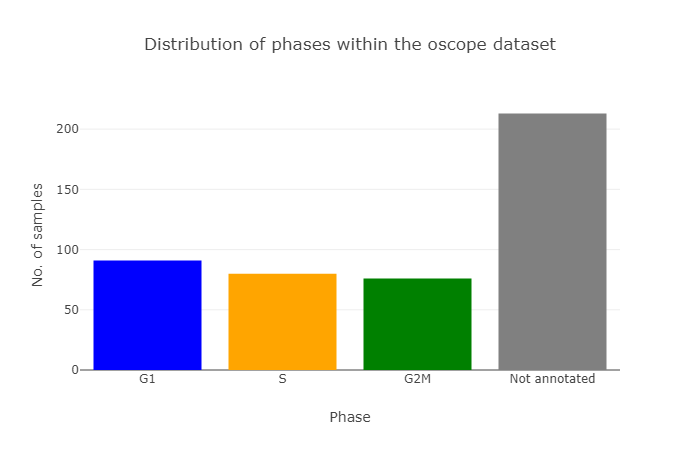 Distribution of phases within the oscope dataset
No. of samples
200
150
100
50
0
G1 S G2M Not annotated
Phase